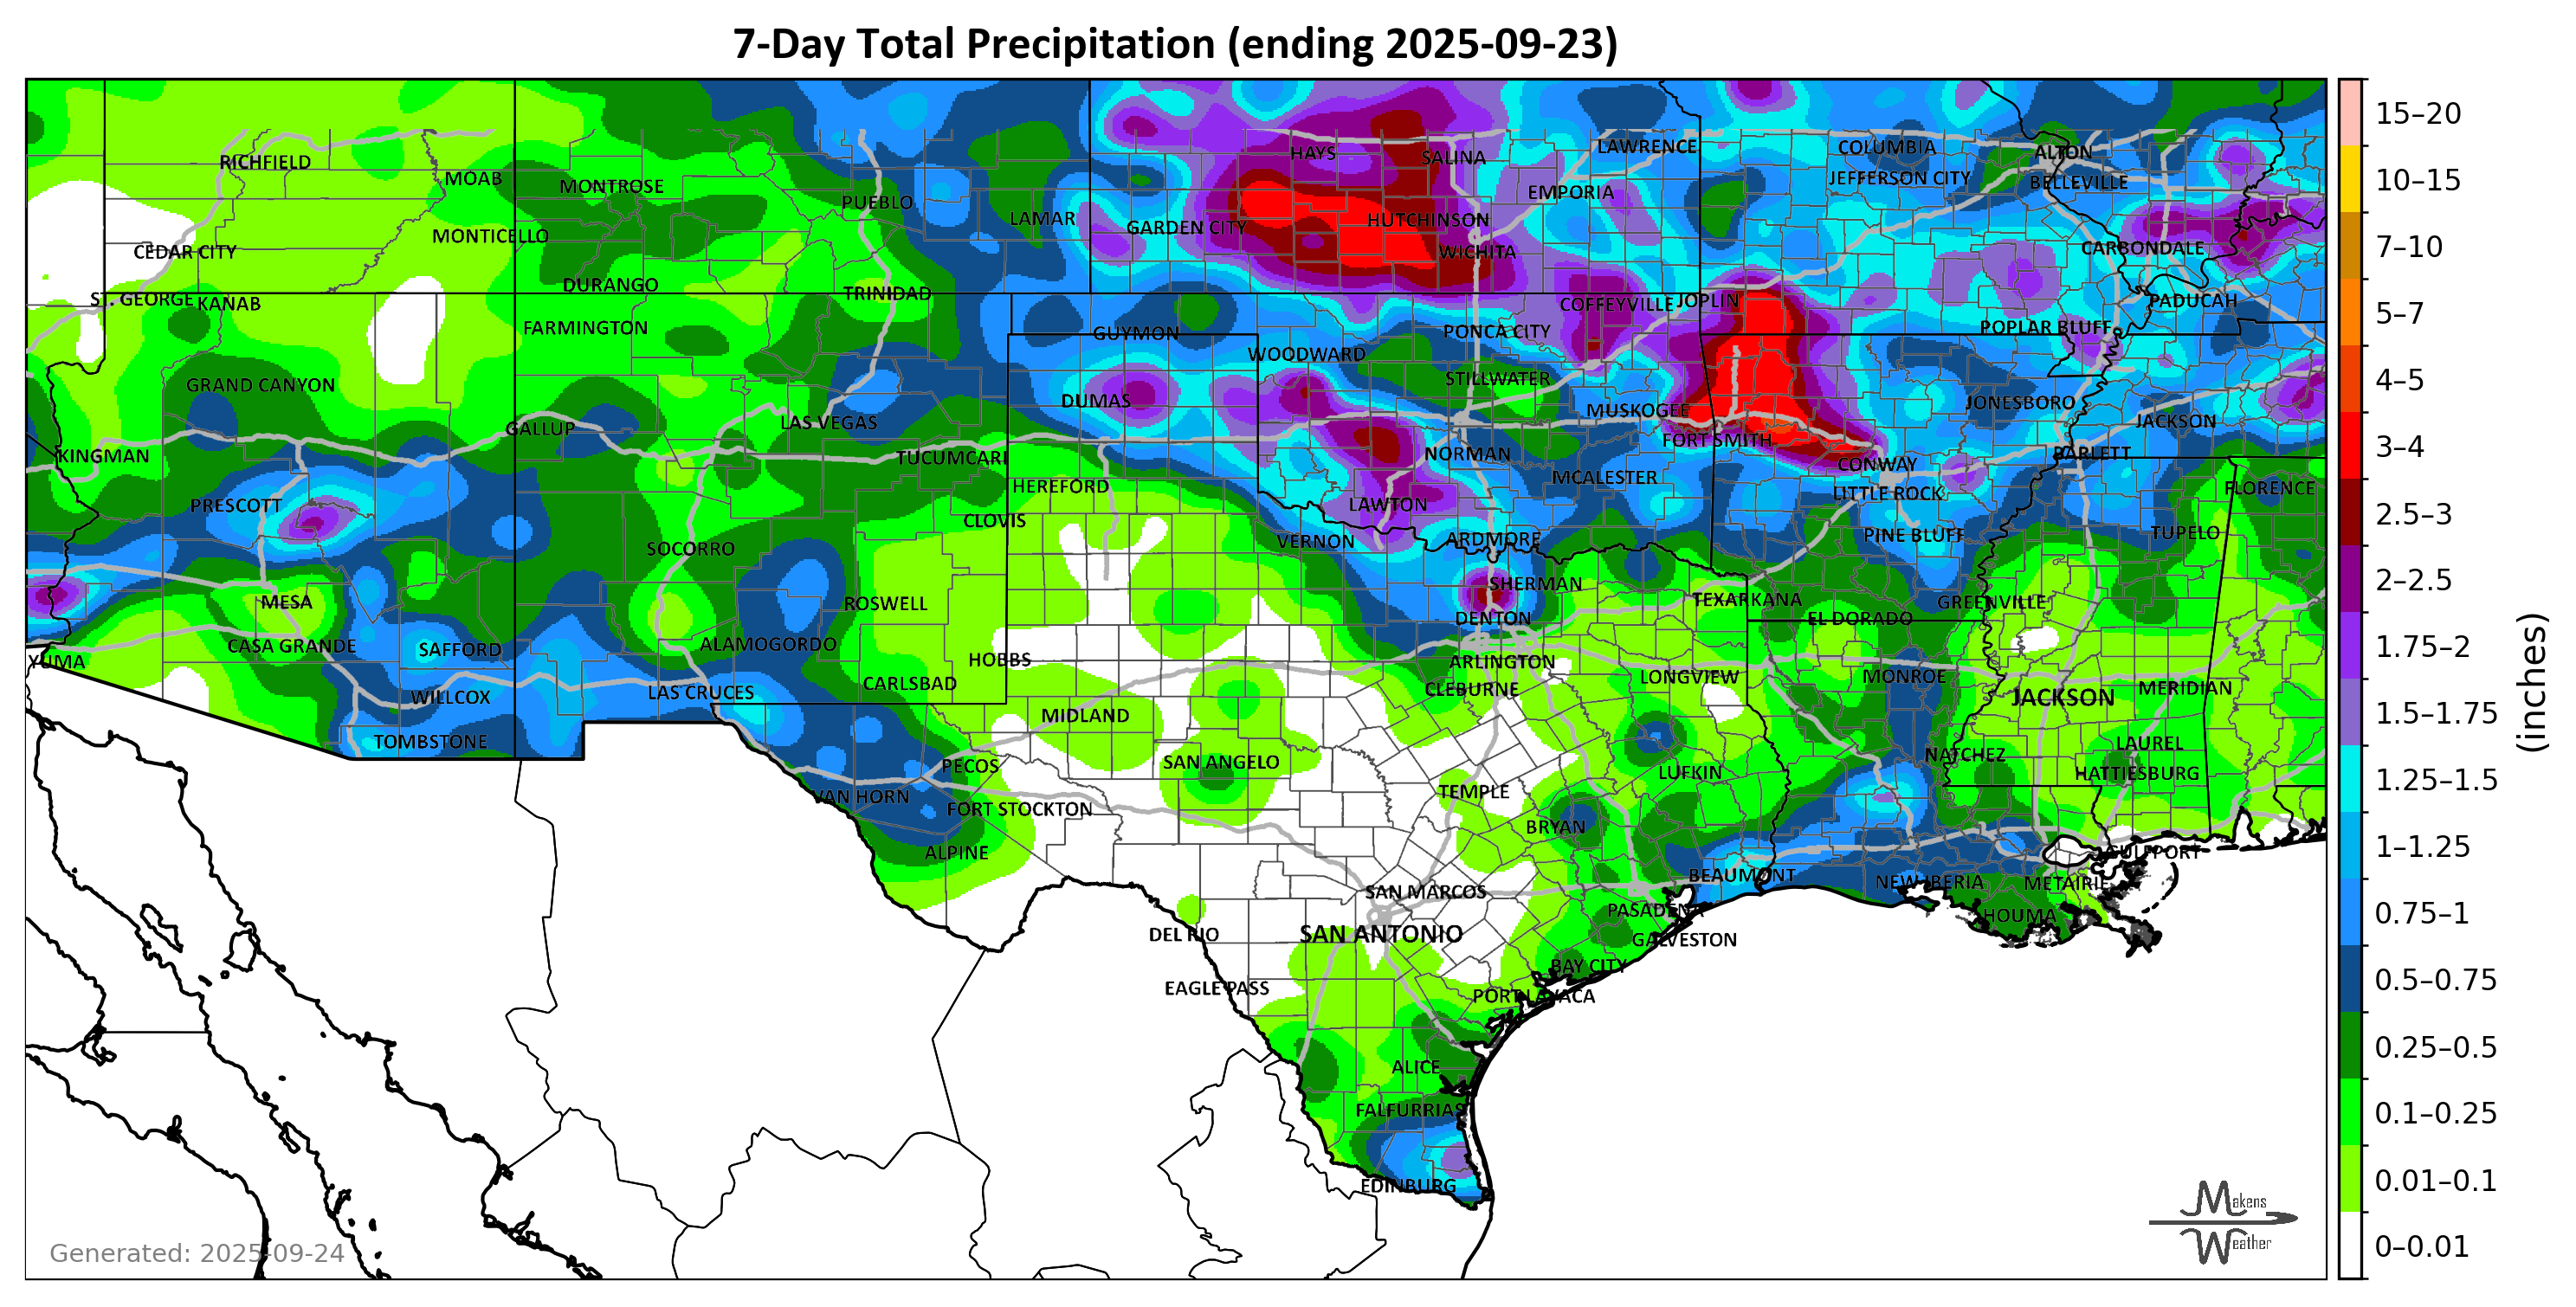 7-Day Total Precipitation (ending 2025-09-23)
RICHFIELD
MOAB
MONTROSE
PUEBLO
LAMAR
HAYS
SALINA
LAWRENCE
EMPORIA
COLUMBIA
JEFFERSON CITY
ALTON
BELLEVILLE
MONTICELLO
CEDAR CITY
GARDEN CITY
HUTCHINSON
WICHITA
CARBONDALE
ST. GEORGE
KANAB
DURANGO
TRINIDAD
COFFEYVILLE
JOPLIN
PADUCAH
FARMINGTON
GUYMON
PONCA CITY
POPLAR BLUFF
WOODWARD
GRAND CANYON
STILLWATER
DUMAS
MUSKOGEE
JONESBORO
GALLUP
LAS VEGAS
JACKSON
KINGMAN
TUCUMCARI
NORMAN
FORT SMITH
CONWAY
BARLETT
HEREFORD
MCALESTER
LITTLE ROCK
FLORENCE
PRESCOTT
LAWTON
CLOVIS
SOCORRO
VERNON
ARDMORE
PINE BLUFF
TUPELO
MESA
ROSWELL
SHERMAN
TEXARKANA
GREENVILLE
DENTON
EL DORADO
CASA GRANDE
SAFFORD
ALAMOGORDO
YUMA
HOBBS
ARLINGTON
WILLCOX
LAS CRUCES
CARLSBAD
CLEBURNE
LONGVIEW
MONROE
JACKSON
MERIDIAN
TOMBSTONE
MIDLAND
PECOS
SAN ANGELO
LUFKIN
NATCHEZ
LAUREL
HATTIESBURG
VAN HORN
FORT STOCKTON
TEMPLE
BRYAN
ALPINE
GULFPORT
SAN MARCOS
BEAUMONT
NEW IBERIA
METAIRIE
PASADENA
HOUMA
DEL RIO
SAN ANTONIO
GALVESTON
BAY CITY
EAGLE PASS
PORT LAVACA
ALICE
FALFURRIAS
EDINBURG
Generated: 2025-09-24
Makens
Weather
15–20
10–15
7–10
5–7
4–5
3–4
2.5–3
2–2.5
1.75–2
1.5–1.75
1.25–1.5
1–1.25
0.75–1
0.5–0.75
0.25–0.5
0.1–0.25
0.01–0.1
0–0.01
(inches)